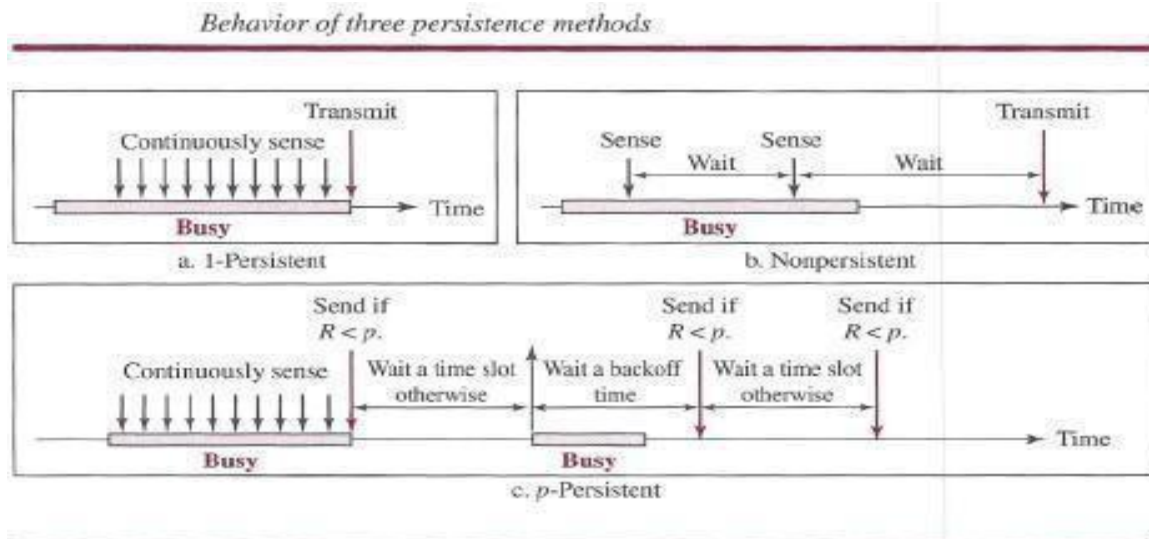 Behavior of three persistence methods
Transmit
Continuously sense
Time
Busy
a. 1-Persistent
Transmit
Sense
Sense
Wait
Wait
Time
Busy
b. Nonpersistent
Send if
R < p.
Send if
R < p.
Send if
R < p.
Continuously sense
Wait a time slot
otherwise
Wait a backoff
time
Wait a time slot
otherwise
Time
Busy
Busy
c. p-Persistent